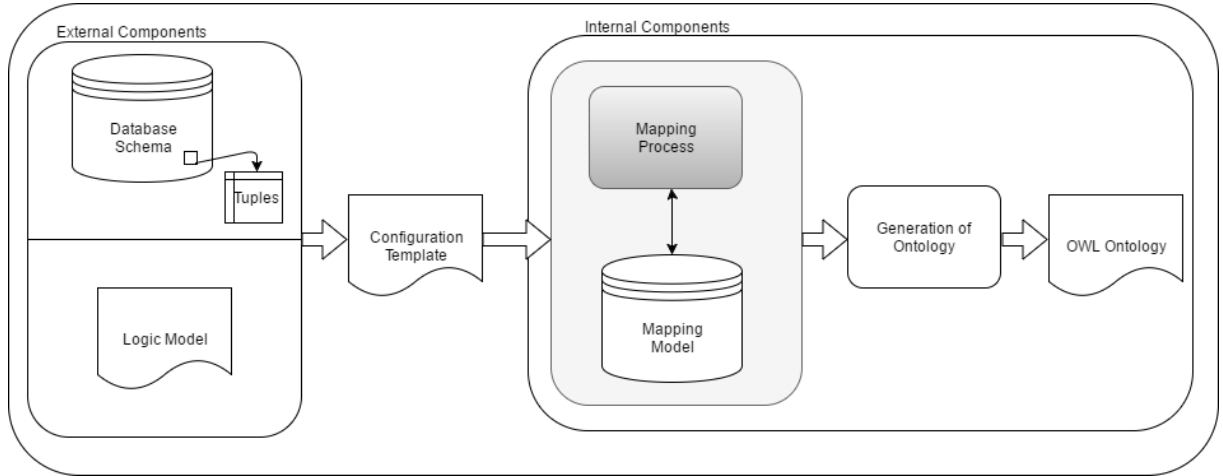 External Components
Internal Components
Database
Schema
Tuples
Logic Model
Configuration
Template
Mapping
Process
Mapping
Model
Generation of
Ontology
OWL Ontology